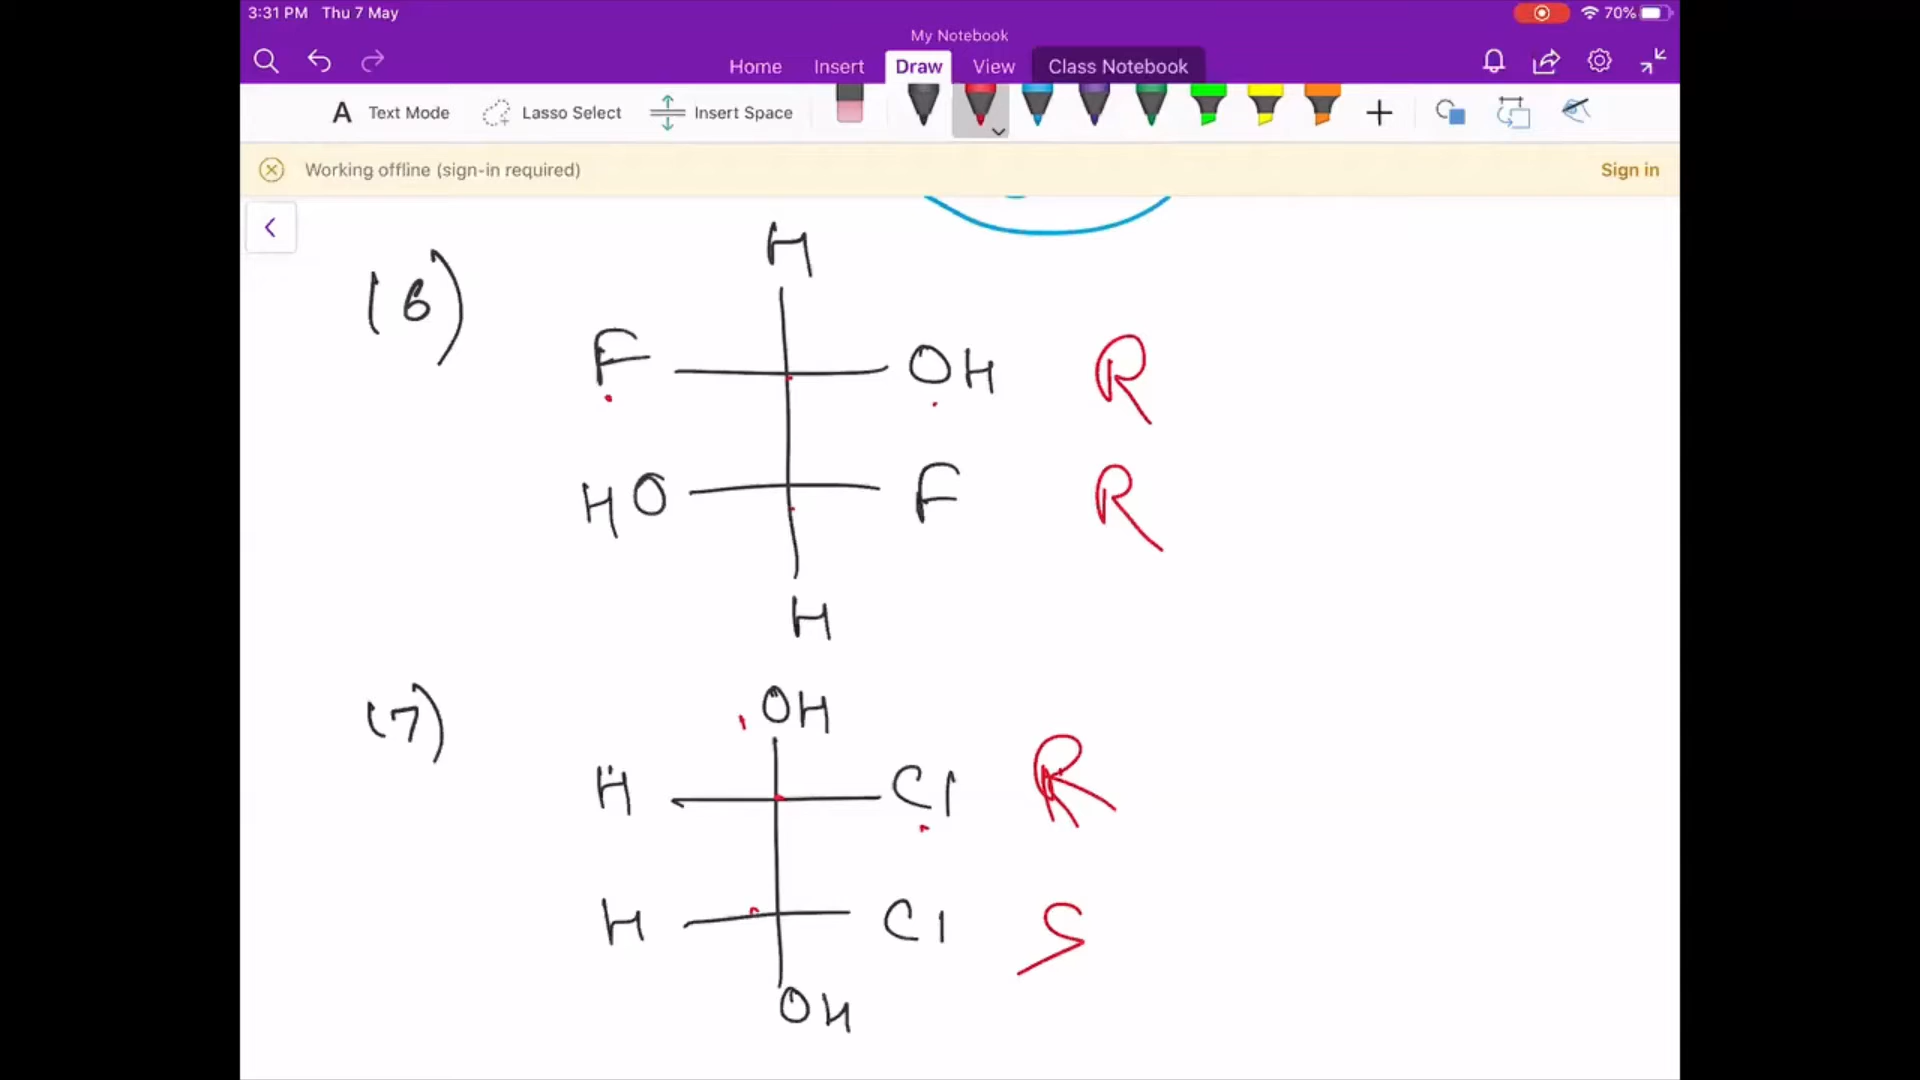 3:31 PM Thu 7 May 70%
My Notebook
Home Insert Draw View Class Notebook
A Text Mode Lasso Select Insert Space
Working offline (sign-in required) Sign in
(6) H
F OH R
HO F R
H
(7) OH
H Cl R
H Cl S
OH